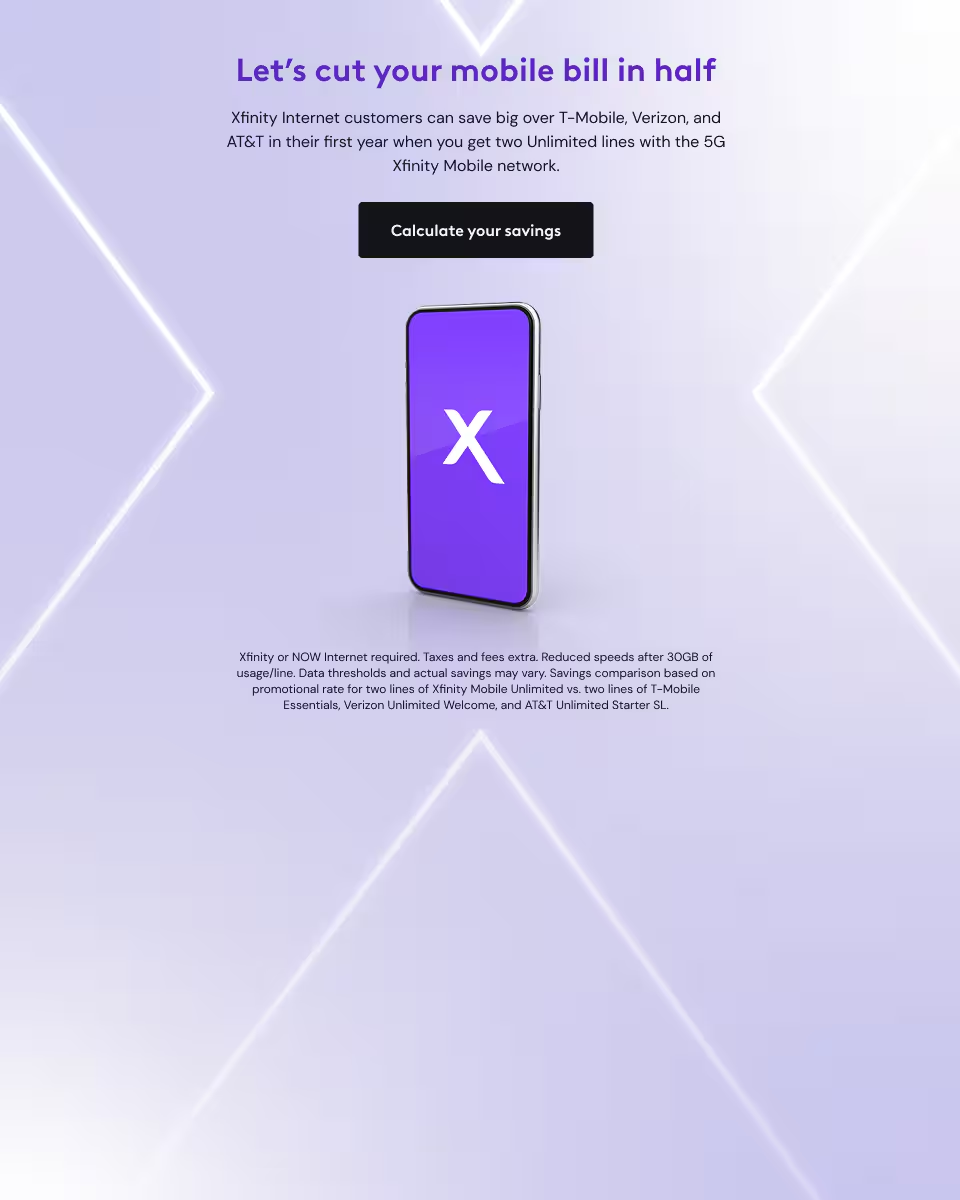 Let’s cut your mobile bill in half
Xfinity Internet customers can save big over T-Mobile, Verizon, and
AT&T in their first year when you get two Unlimited lines with the 5G
Xfinity Mobile network.
Calculate your savings
X
Xfinity or NOW Internet required. Taxes and fees extra. Reduced speeds after 30GB of
usage/line. Data thresholds and actual savings may vary. Savings comparison based on
promotional rate for two lines of Xfinity Mobile Unlimited vs. two lines of T-Mobile
Essentials, Verizon Unlimited Welcome, and AT&T Unlimited Starter SL.